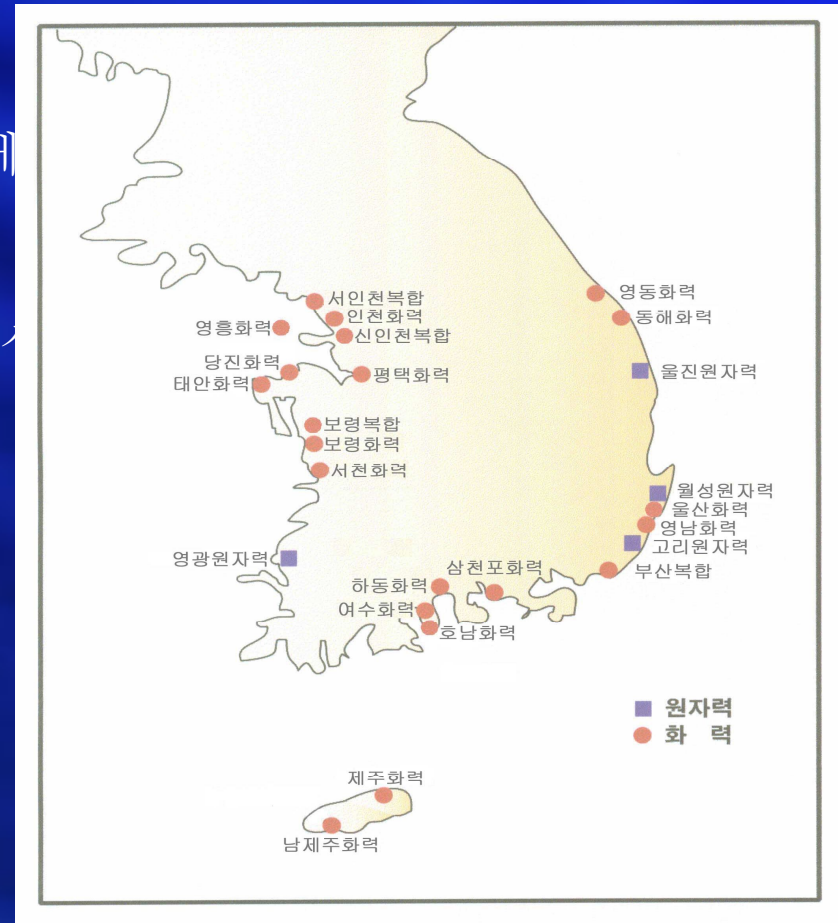 서인천복합
인천화력
영흥화력
신인천복합
당진화력
태안화력
평택화력
보령복합
보령화력
서천화력
영광원자력
영동화력
동해화력
울진원자력
월성원자력
울산화력
영남화력
고리원자력
부산복합
삼천포화력
하동화력
여수화력
호남화력
원자력
화 력
제주화력
남제주화력